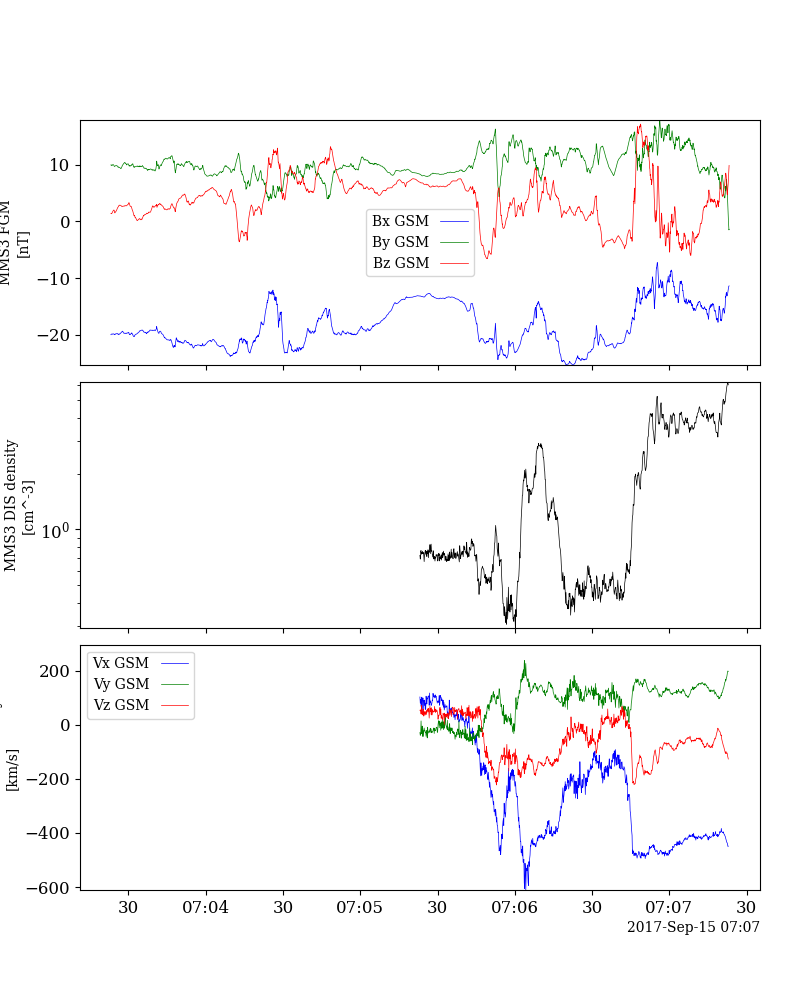 10
0
−10
−20
MMS3 FGM
[nT]
Bx GSM
By GSM
Bz GSM
10^0
MMS3 DIS density
[cm^-3]
200
0
−200
−400
−600
[km/s]
Vx GSM
Vy GSM
Vz GSM
30 07:04 30 07:05 30 07:06 30 07:07 30
2017-Sep-15 07:07